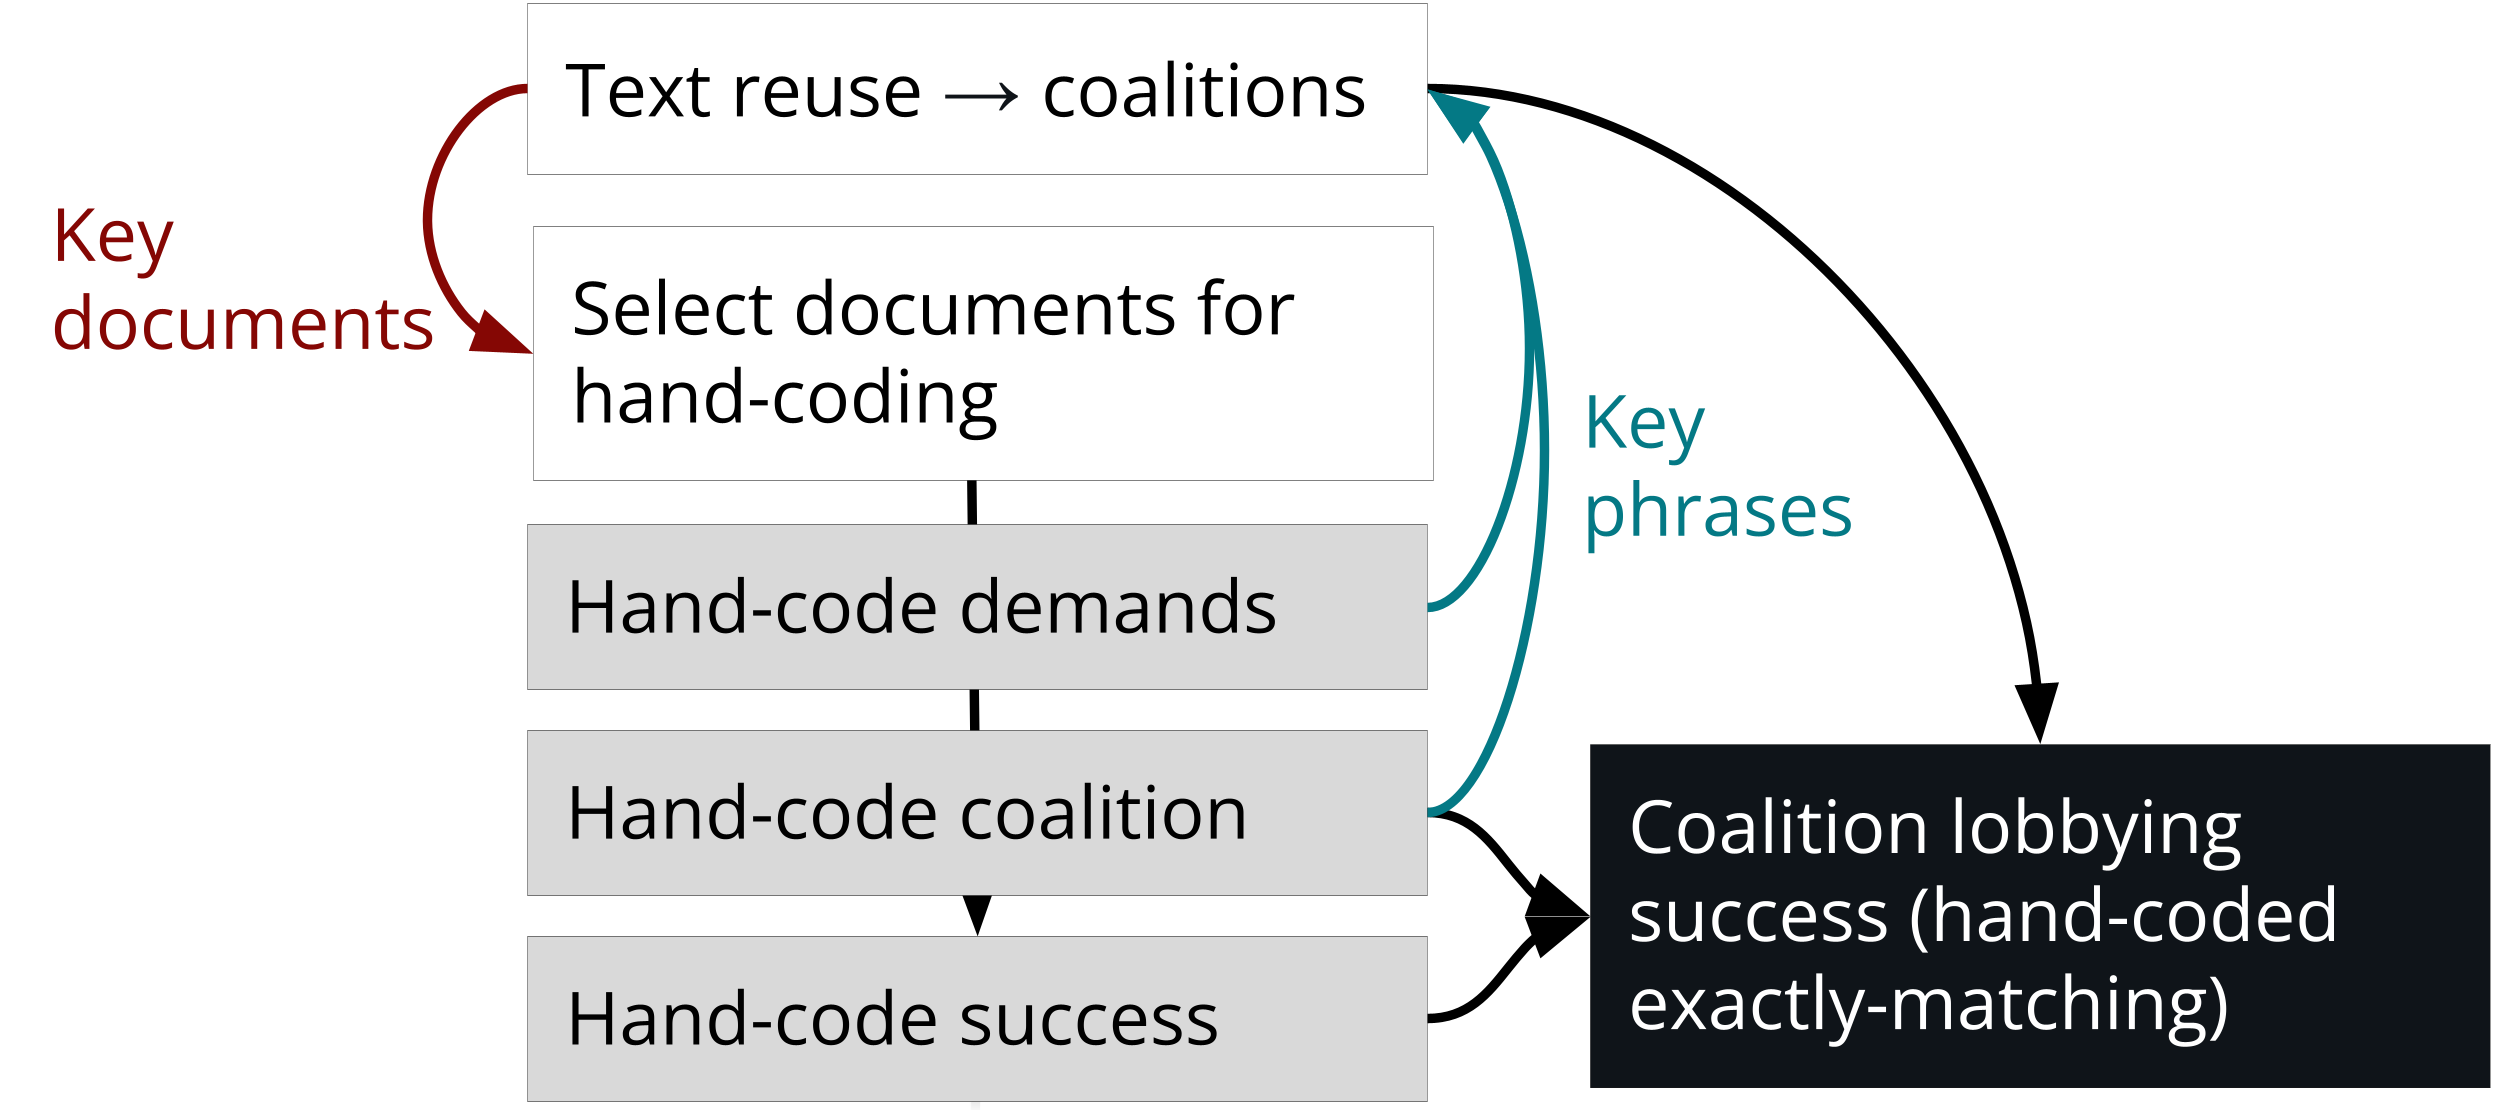 Text reuse → coalitions
Key
documents
Select documents for
hand-coding
Key
phrases
Hand-code demands
Hand-code coalition
Coalition lobbying
success (hand-coded
exactly-matching)
Hand-code success